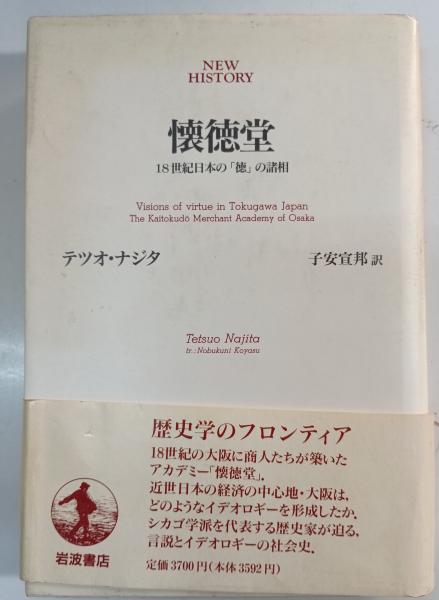 NEW
HISTORY
懐徳堂
18世紀日本の「徳」の諸相
Visions of virtue in Tokugawa Japan
The Kaitokudō Merchant Academy of Osaka
テツオ・ナジタ
子安宣邦 訳
Tetsuo Najita
tr.:Nobukuni Koyasu
歴史学のフロンティア
18世紀の大阪に商人たちが築いた
アカデミー「懐徳堂」.
近世日本の経済の中心地・大阪は,
どのようなイデオロギーを形成したか.
シカゴ学派を代表する歴史家が迫る,
言説とイデオロギーの社会史.
岩波書店
定価3700円(本体3592円)